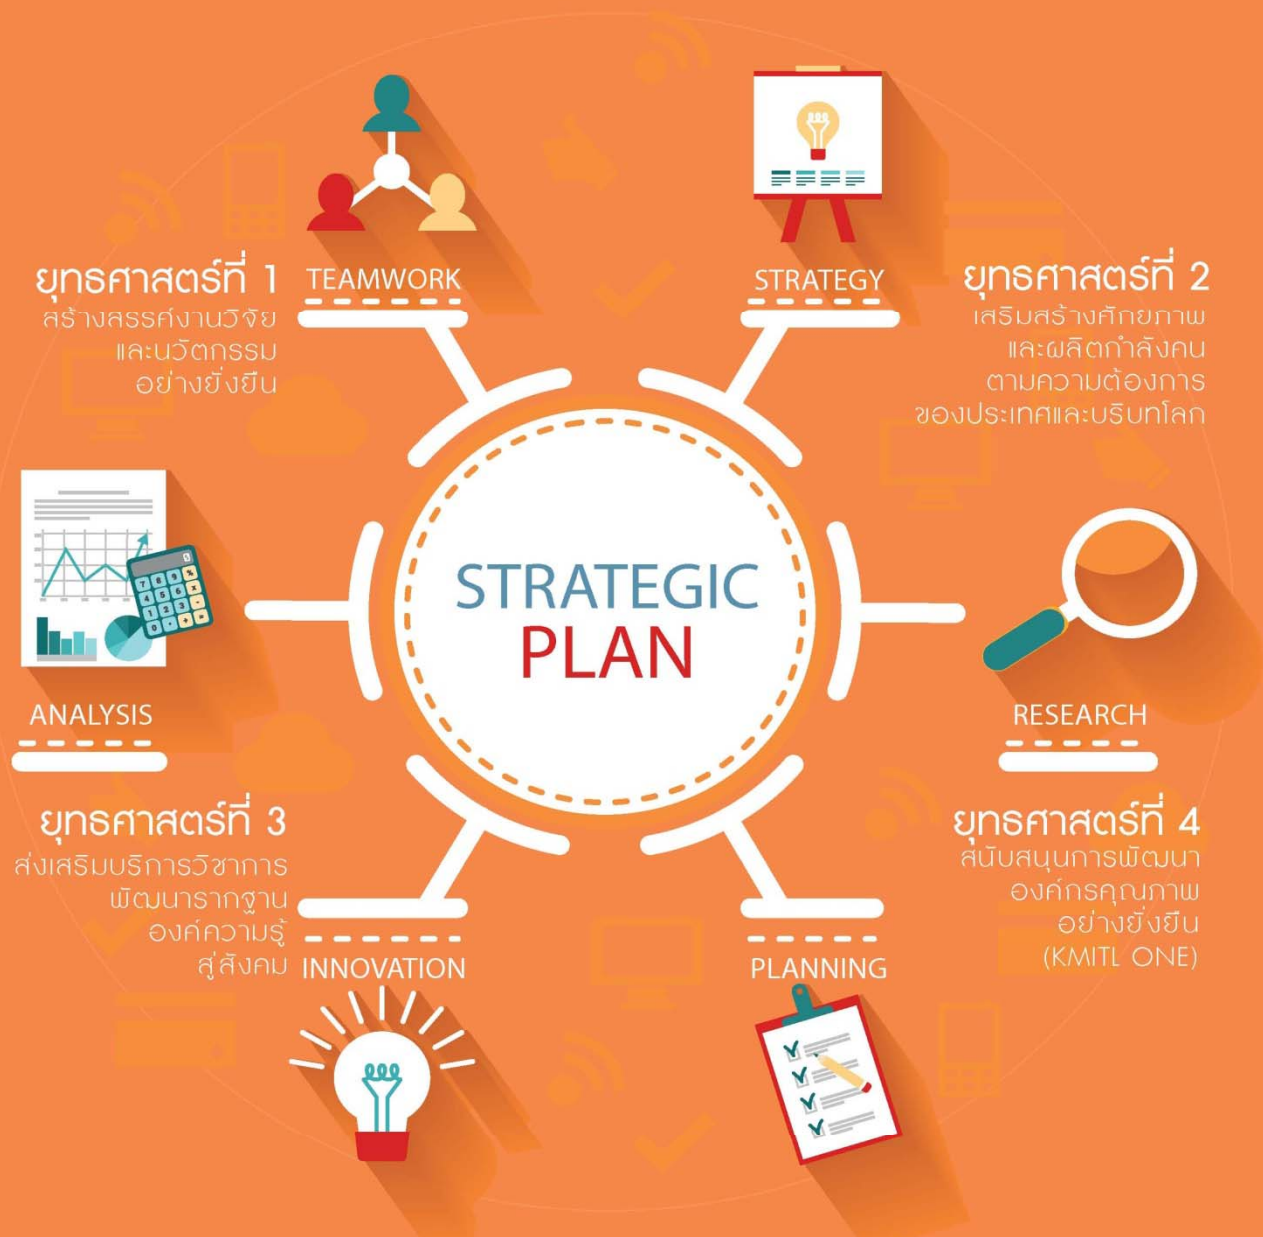 ยุทธศาสตร์ที่ 1
สร้างสรรค์งานวิจัย
และนวัตกรรม
อย่างยั่งยืน
TEAMWORK
STRATEGY
ยุทธศาสตร์ที่ 2
เสริมสร้างศักยภาพ
และผลิตกำลังคน
ตามความต้องการ
ของประเทศและบริบทโลก
STRATEGIC
PLAN
ANALYSIS
RESEARCH
ยุทธศาสตร์ที่ 3
ส่งเสริมบริการวิชาการ
พัฒนารากฐาน
องค์ความรู้
สู่สังคม
INNOVATION
PLANNING
ยุทธศาสตร์ที่ 4
สนับสนุนการพัฒนา
องค์กรคุณภาพ
อย่างยั่งยืน
(KMITL ONE)